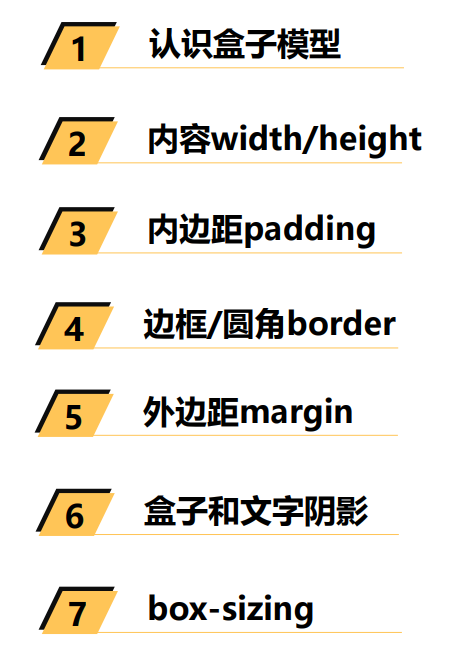 1 认识盒子模型
2 内容width/height
3 内边距padding
4 边框/圆角border
5 外边距margin
6 盒子和文字阴影
7 box-sizing